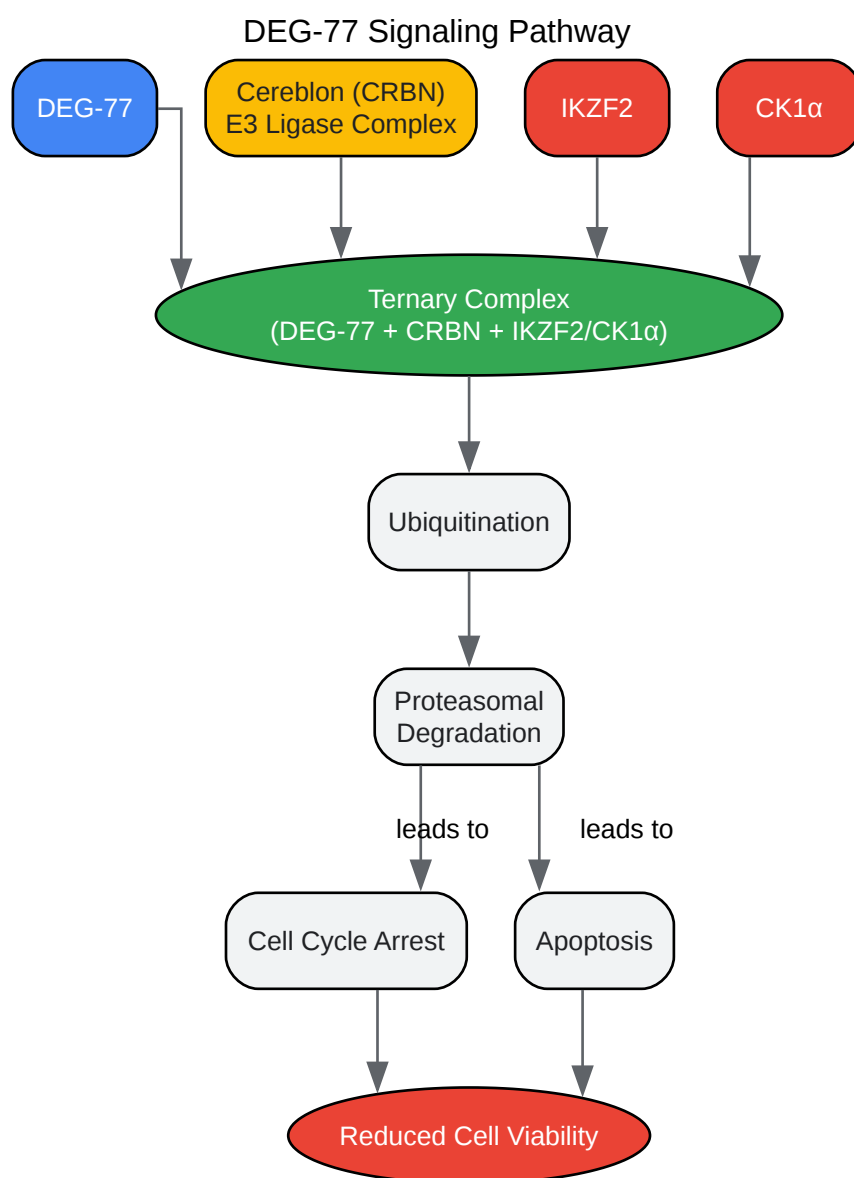 DEG-77 Signaling Pathway
DEG-77
Cereblon (CRBN)
E3 Ligase Complex
IKZF2
CK1α
Ternary Complex
(DEG-77 + CRBN + IKZF2/CK1α)
Ubiquitination
Proteasomal
Degradation
leads to
leads to
Cell Cycle Arrest
Apoptosis
Reduced Cell Viability